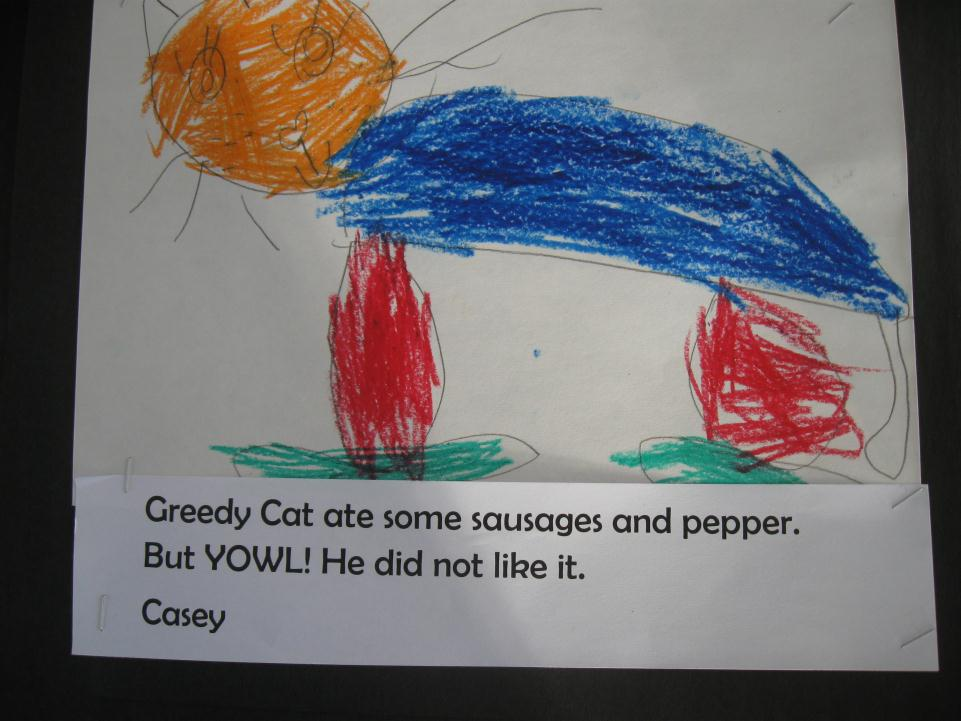 Greedy Cat ate some sausages and pepper.
But YOWL! He did not like it.
Casey